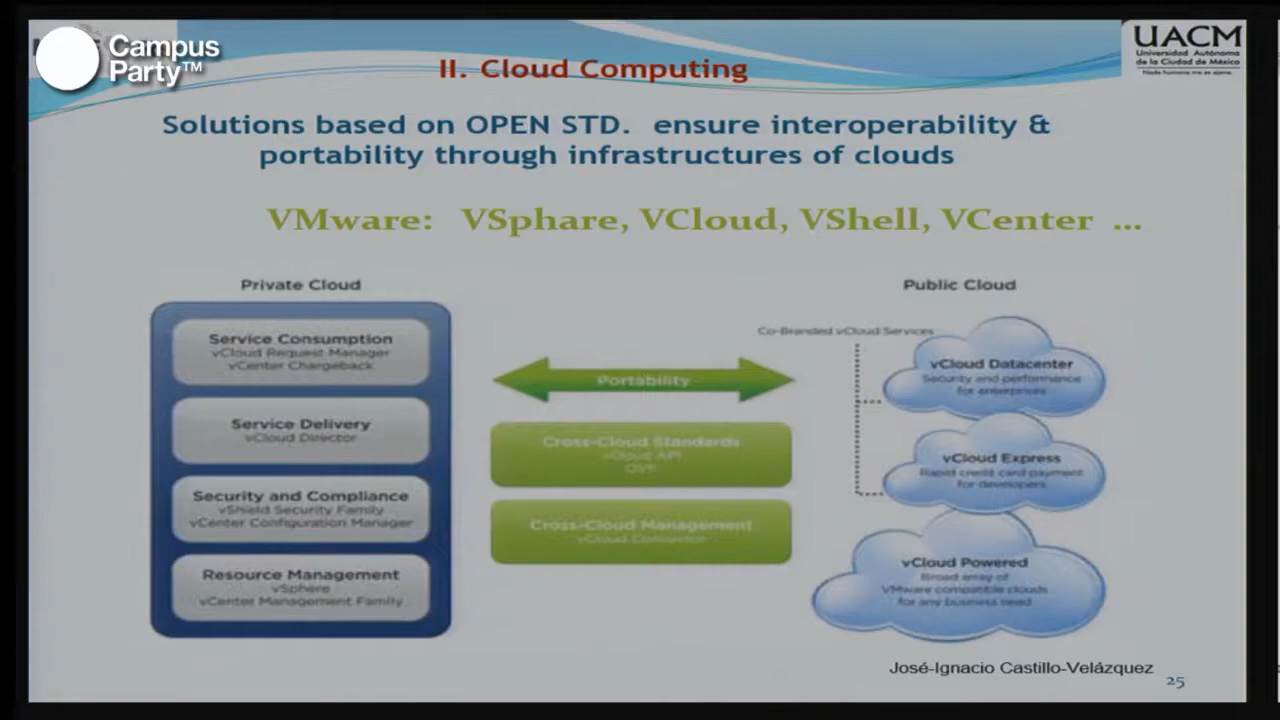 Campus
Party™
UACM
Universidad Autónoma
de la Ciudad de México
Nada humano me es ajeno
II. Cloud Computing
Solutions based on OPEN STD. ensure interoperability &
portability through infrastructures of clouds
VMware: VSphare, VCloud, VShell, VCenter ...
Private Cloud
Service Consumption
vCloud Request Manager
vCenter Chargeback
Service Delivery
vCloud Director
Security and Compliance
vShield Security Family
vCenter Configuration Manager
Resource Management
vSphere
vCenter Management Family
Portability
Cross-Cloud Standards
vCloud API
OVF
Cross-Cloud Management
vCloud Connector
Public Cloud
Co-Branded vCloud Services
vCloud Datacenter
Security and performance
for enterprises
vCloud Express
Rapid credit card payment
for developers
vCloud Powered
Broad array of
VMware compatible clouds
for any business need
José-Ignacio Castillo-Velázquez
25